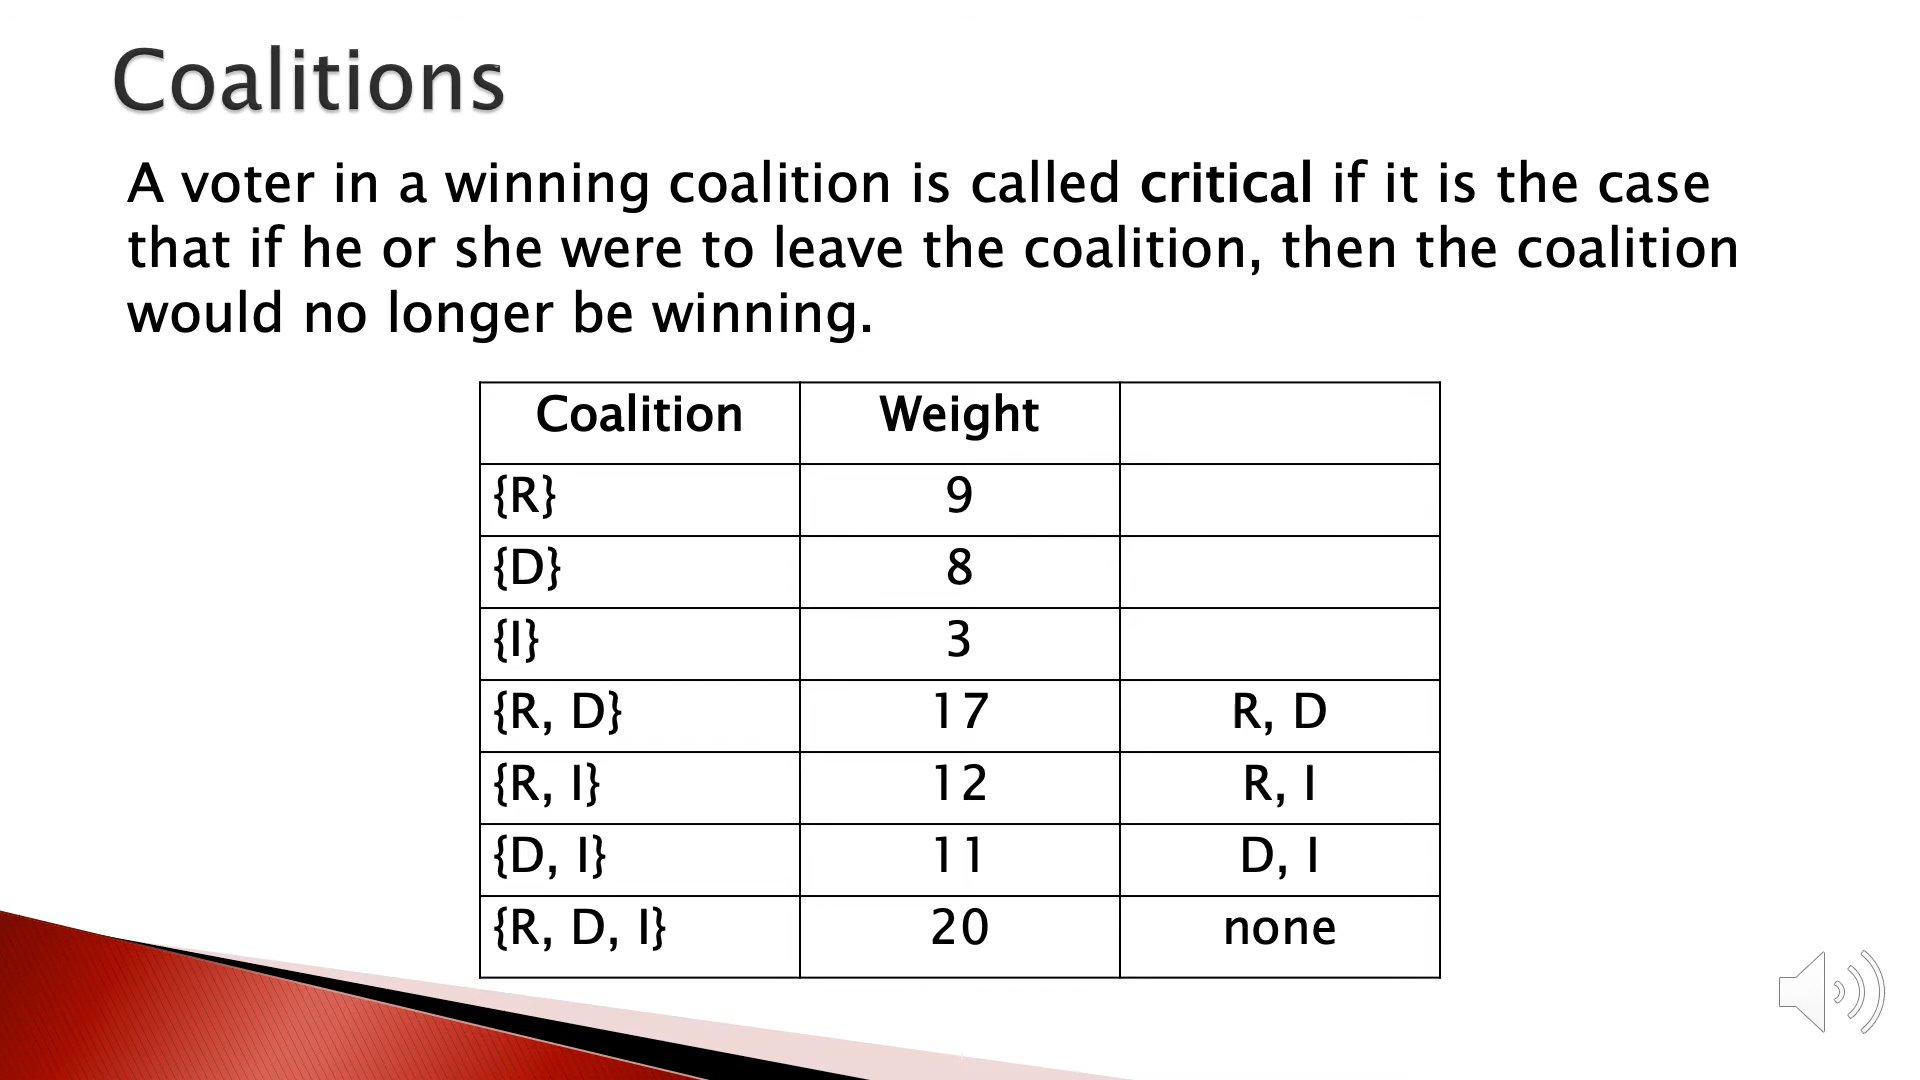 Coalitions
A voter in a winning coalition is called critical if it is the case
that if he or she were to leave the coalition, then the coalition
would no longer be winning.
Coalition Weight
{R} 9
{D} 8
{I} 3
{R, D} 17 R, D
{R, I} 12 R, I
{D, I} 11 D, I
{R, D, I} 20 none